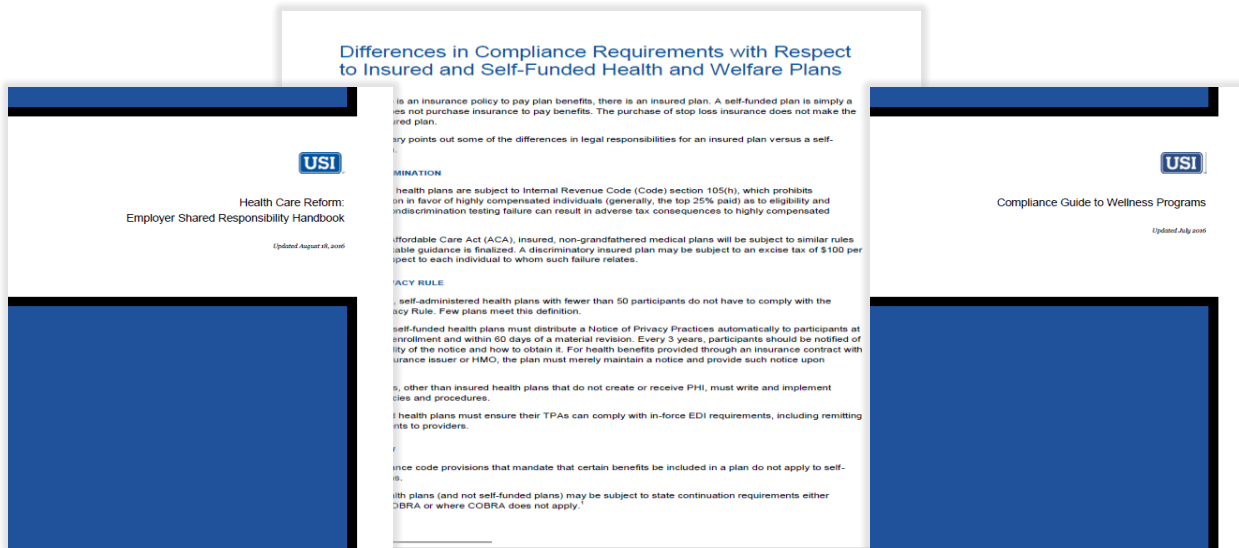 Differences in Compliance Requirements with Respect
to Insured and Self-Funded Health and Welfare Plans
is an insurance policy to pay plan benefits, there is an insured plan. A self-funded plan is simply a
es not purchase insurance to pay benefits. The purchase of stop loss insurance does not make the
ured plan.
ary points out some of the differences in legal responsibilities for an insured plan versus a self-
MINATION
health plans are subject to Internal Revenue Code (Code) section 105(h), which prohibits
on in favor of highly compensated individuals (generally, the top 25% paid) as to eligibility and
ondiscrimination testing failure can result in adverse tax consequences to highly compensated
ffordable Care Act (ACA), insured, non-grandfathered medical plans will be subject to similar rules
able guidance is finalized. A discriminatory insured plan may be subject to an excise tax of $100 per
spect to each individual to whom such failure relates.
ACY RULE
, self-administered health plans with fewer than 50 participants do not have to comply with the
acy Rule. Few plans meet this definition.
self-funded health plans must distribute a Notice of Privacy Practices automatically to participants at
enrollment and within 60 days of a material revision. Every 3 years, participants should be notified of
lity of the notice and how to obtain it. For health benefits provided through an insurance contract with
urance issuer or HMO, the plan must merely maintain a notice and provide such notice upon
s, other than insured health plans that do not create or receive PHI, must write and implement
cies and procedures.
health plans must ensure their TPAs can comply with in-force EDI requirements, including remitting
nts to providers.
nce code provisions that mandate that certain benefits be included in a plan do not apply to self-
s.
lth plans (and not self-funded plans) may be subject to state continuation requirements either
OBRA or where COBRA does not apply.¹
USI
Health Care Reform:
Employer Shared Responsibility Handbook
Updated August 18, 2016
USI
Compliance Guide to Wellness Programs
Updated July 2016